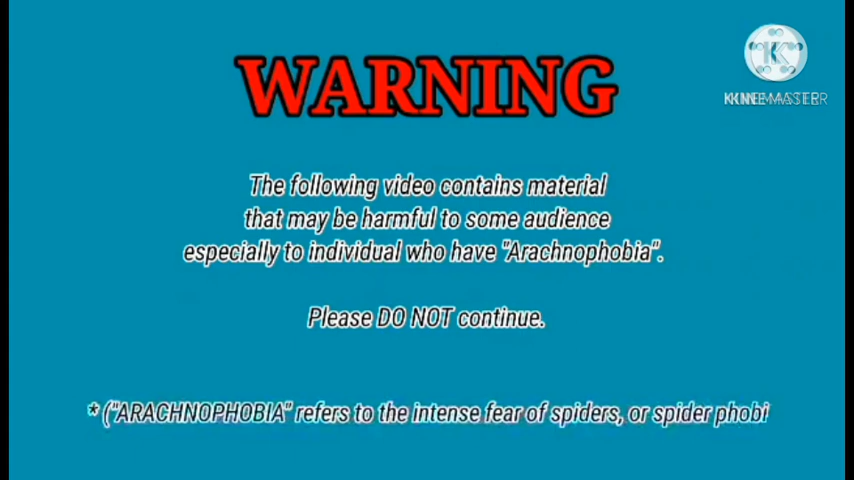 WARNING
KINEMASTER
The following video contains material
that may be harmful to some audience
especially to individual who have "Arachnophobia".
Please DO NOT continue.
* ("ARACHNOPHOBIA" refers to the intense fear of spiders, or spider phobi